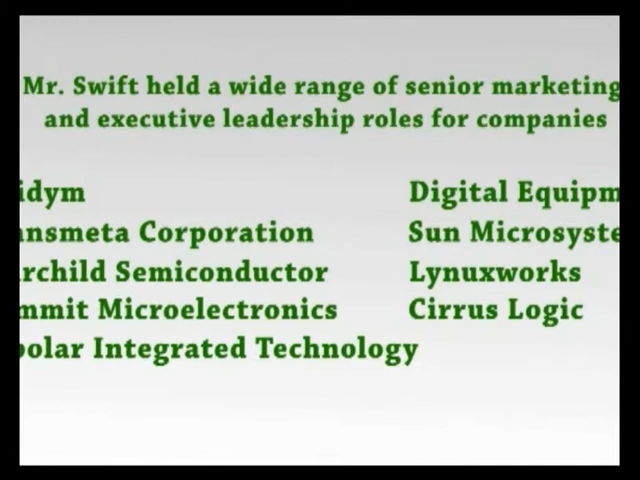 Mr. Swift held a wide range of senior marketing
and executive leadership roles for companies
idym
ansmeta Corporation
rchild Semiconductor
mmit Microelectronics
polar Integrated Technology
Digital Equipm
Sun Microsyste
Lynuxworks
Cirrus Logic